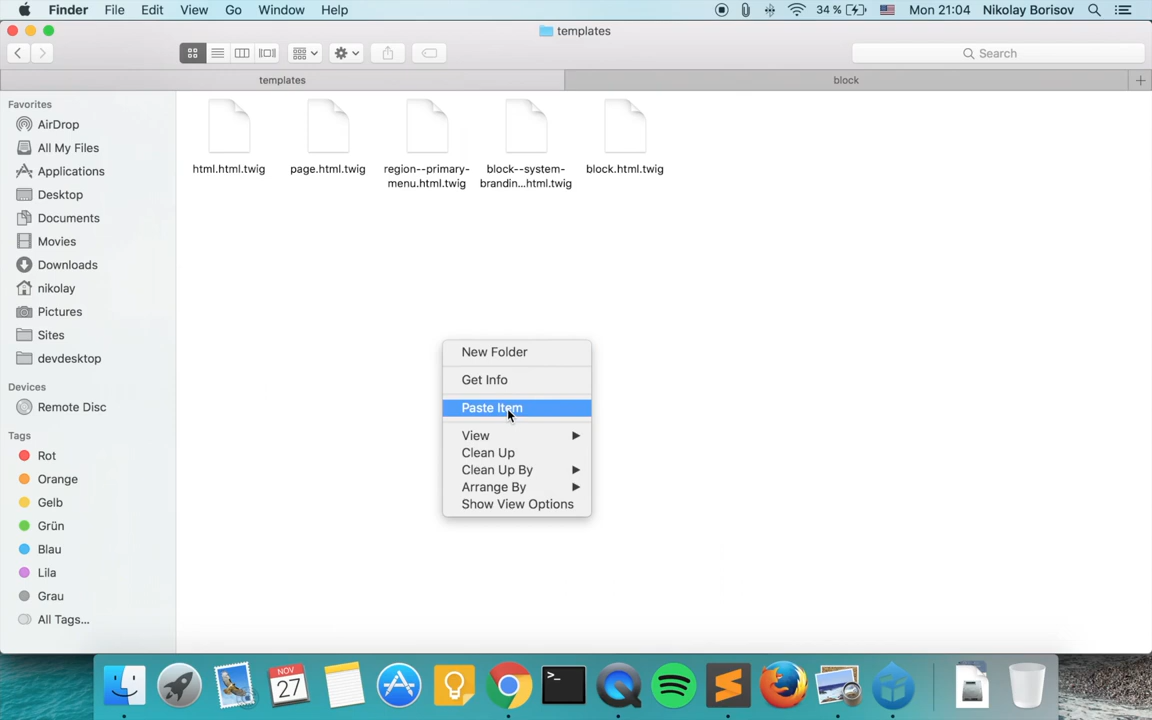 Finder File Edit View Go Window Help 34 % Mon 21:04 Nikolay Borisov
templates
Search
templates block
Favorites
AirDrop
All My Files
Applications
Desktop
Documents
Movies
Downloads
nikolay
Pictures
Sites
devdesktop
Devices
Remote Disc
Tags
Rot
Orange
Gelb
Grün
Blau
Lila
Grau
All Tags...
html.html.twig page.html.twig region--primary- block--system- block.html.twig
menu.html.twig brandin...html.twig
New Folder
Get Info
Paste Item
View
Clean Up
Clean Up By
Arrange By
Show View Options
NOV
27
>_